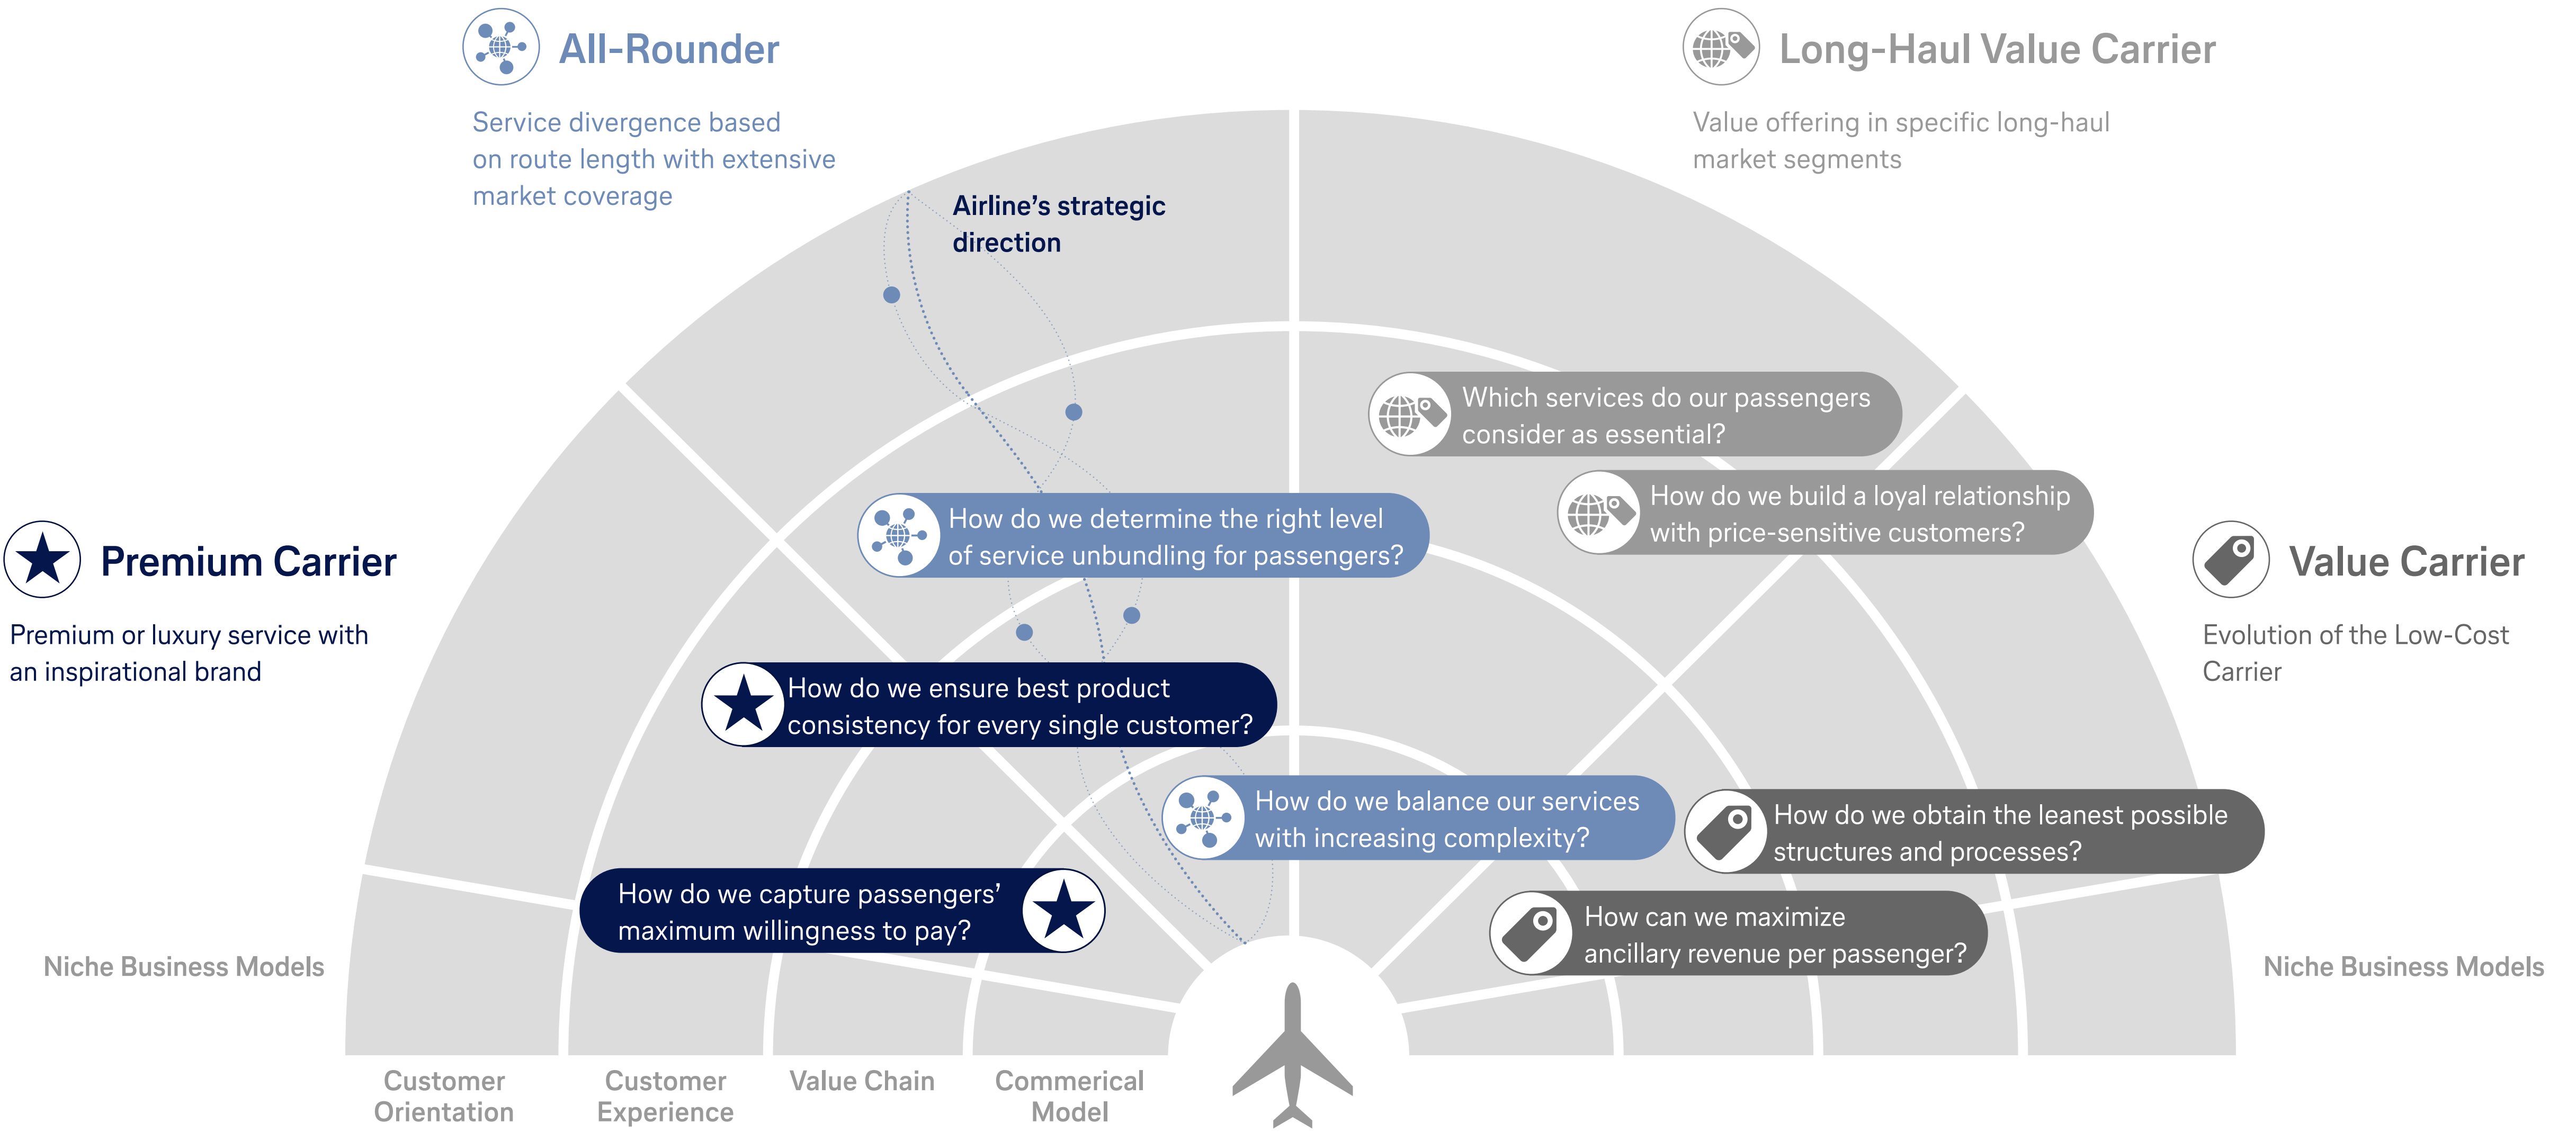 All-Rounder
Service divergence based
on route length with extensive
market coverage
Long-Haul Value Carrier
Value offering in specific long-haul
market segments
Airline’s strategic
direction
Which services do our passengers
consider as essential?
How do we build a loyal relationship
with price-sensitive customers?
How do we determine the right level
of service unbundling for passengers?
Premium Carrier
Premium or luxury service with
an inspirational brand
Value Carrier
Evolution of the Low-Cost
Carrier
How do we ensure best product
consistency for every single customer?
How do we balance our services
with increasing complexity?
How do we obtain the leanest possible
structures and processes?
How do we capture passengers’
maximum willingness to pay?
How can we maximize
ancillary revenue per passenger?
Niche Business Models
Niche Business Models
Customer
Orientation
Customer
Experience
Value Chain
Commerical
Model